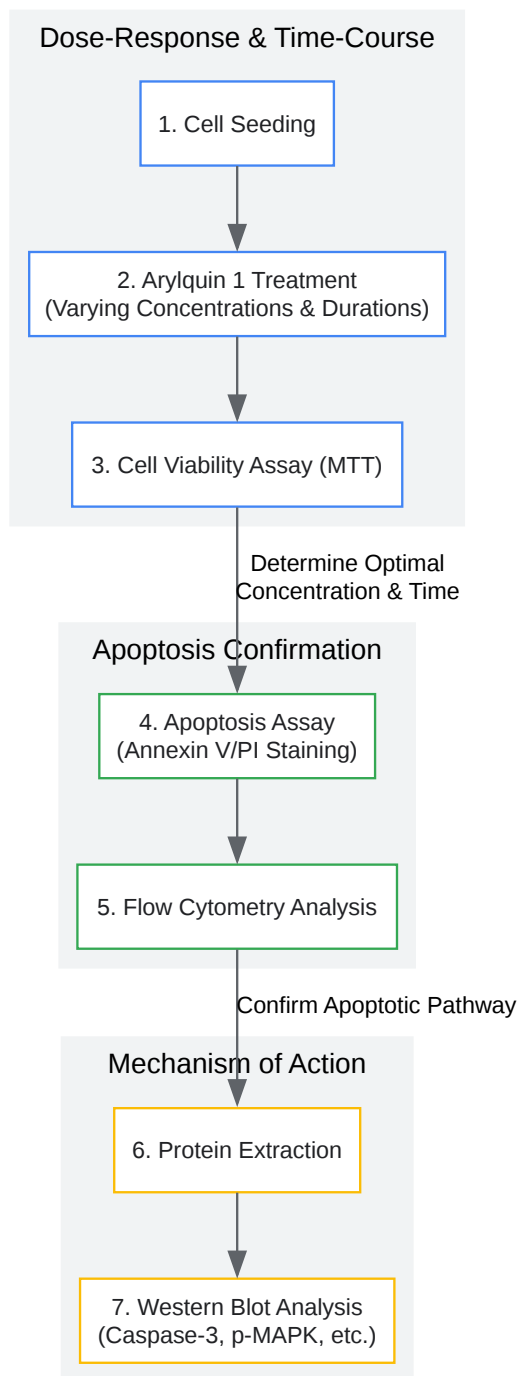 Dose-Response & Time-Course
1. Cell Seeding
2. Arylquin 1 Treatment
(Varying Concentrations & Durations)
3. Cell Viability Assay (MTT)
Determine Optimal
Concentration & Time
Apoptosis Confirmation
4. Apoptosis Assay
(Annexin V/PI Staining)
5. Flow Cytometry Analysis
Confirm Apoptotic Pathway
Mechanism of Action
6. Protein Extraction
7. Western Blot Analysis
(Caspase-3, p-MAPK, etc.)